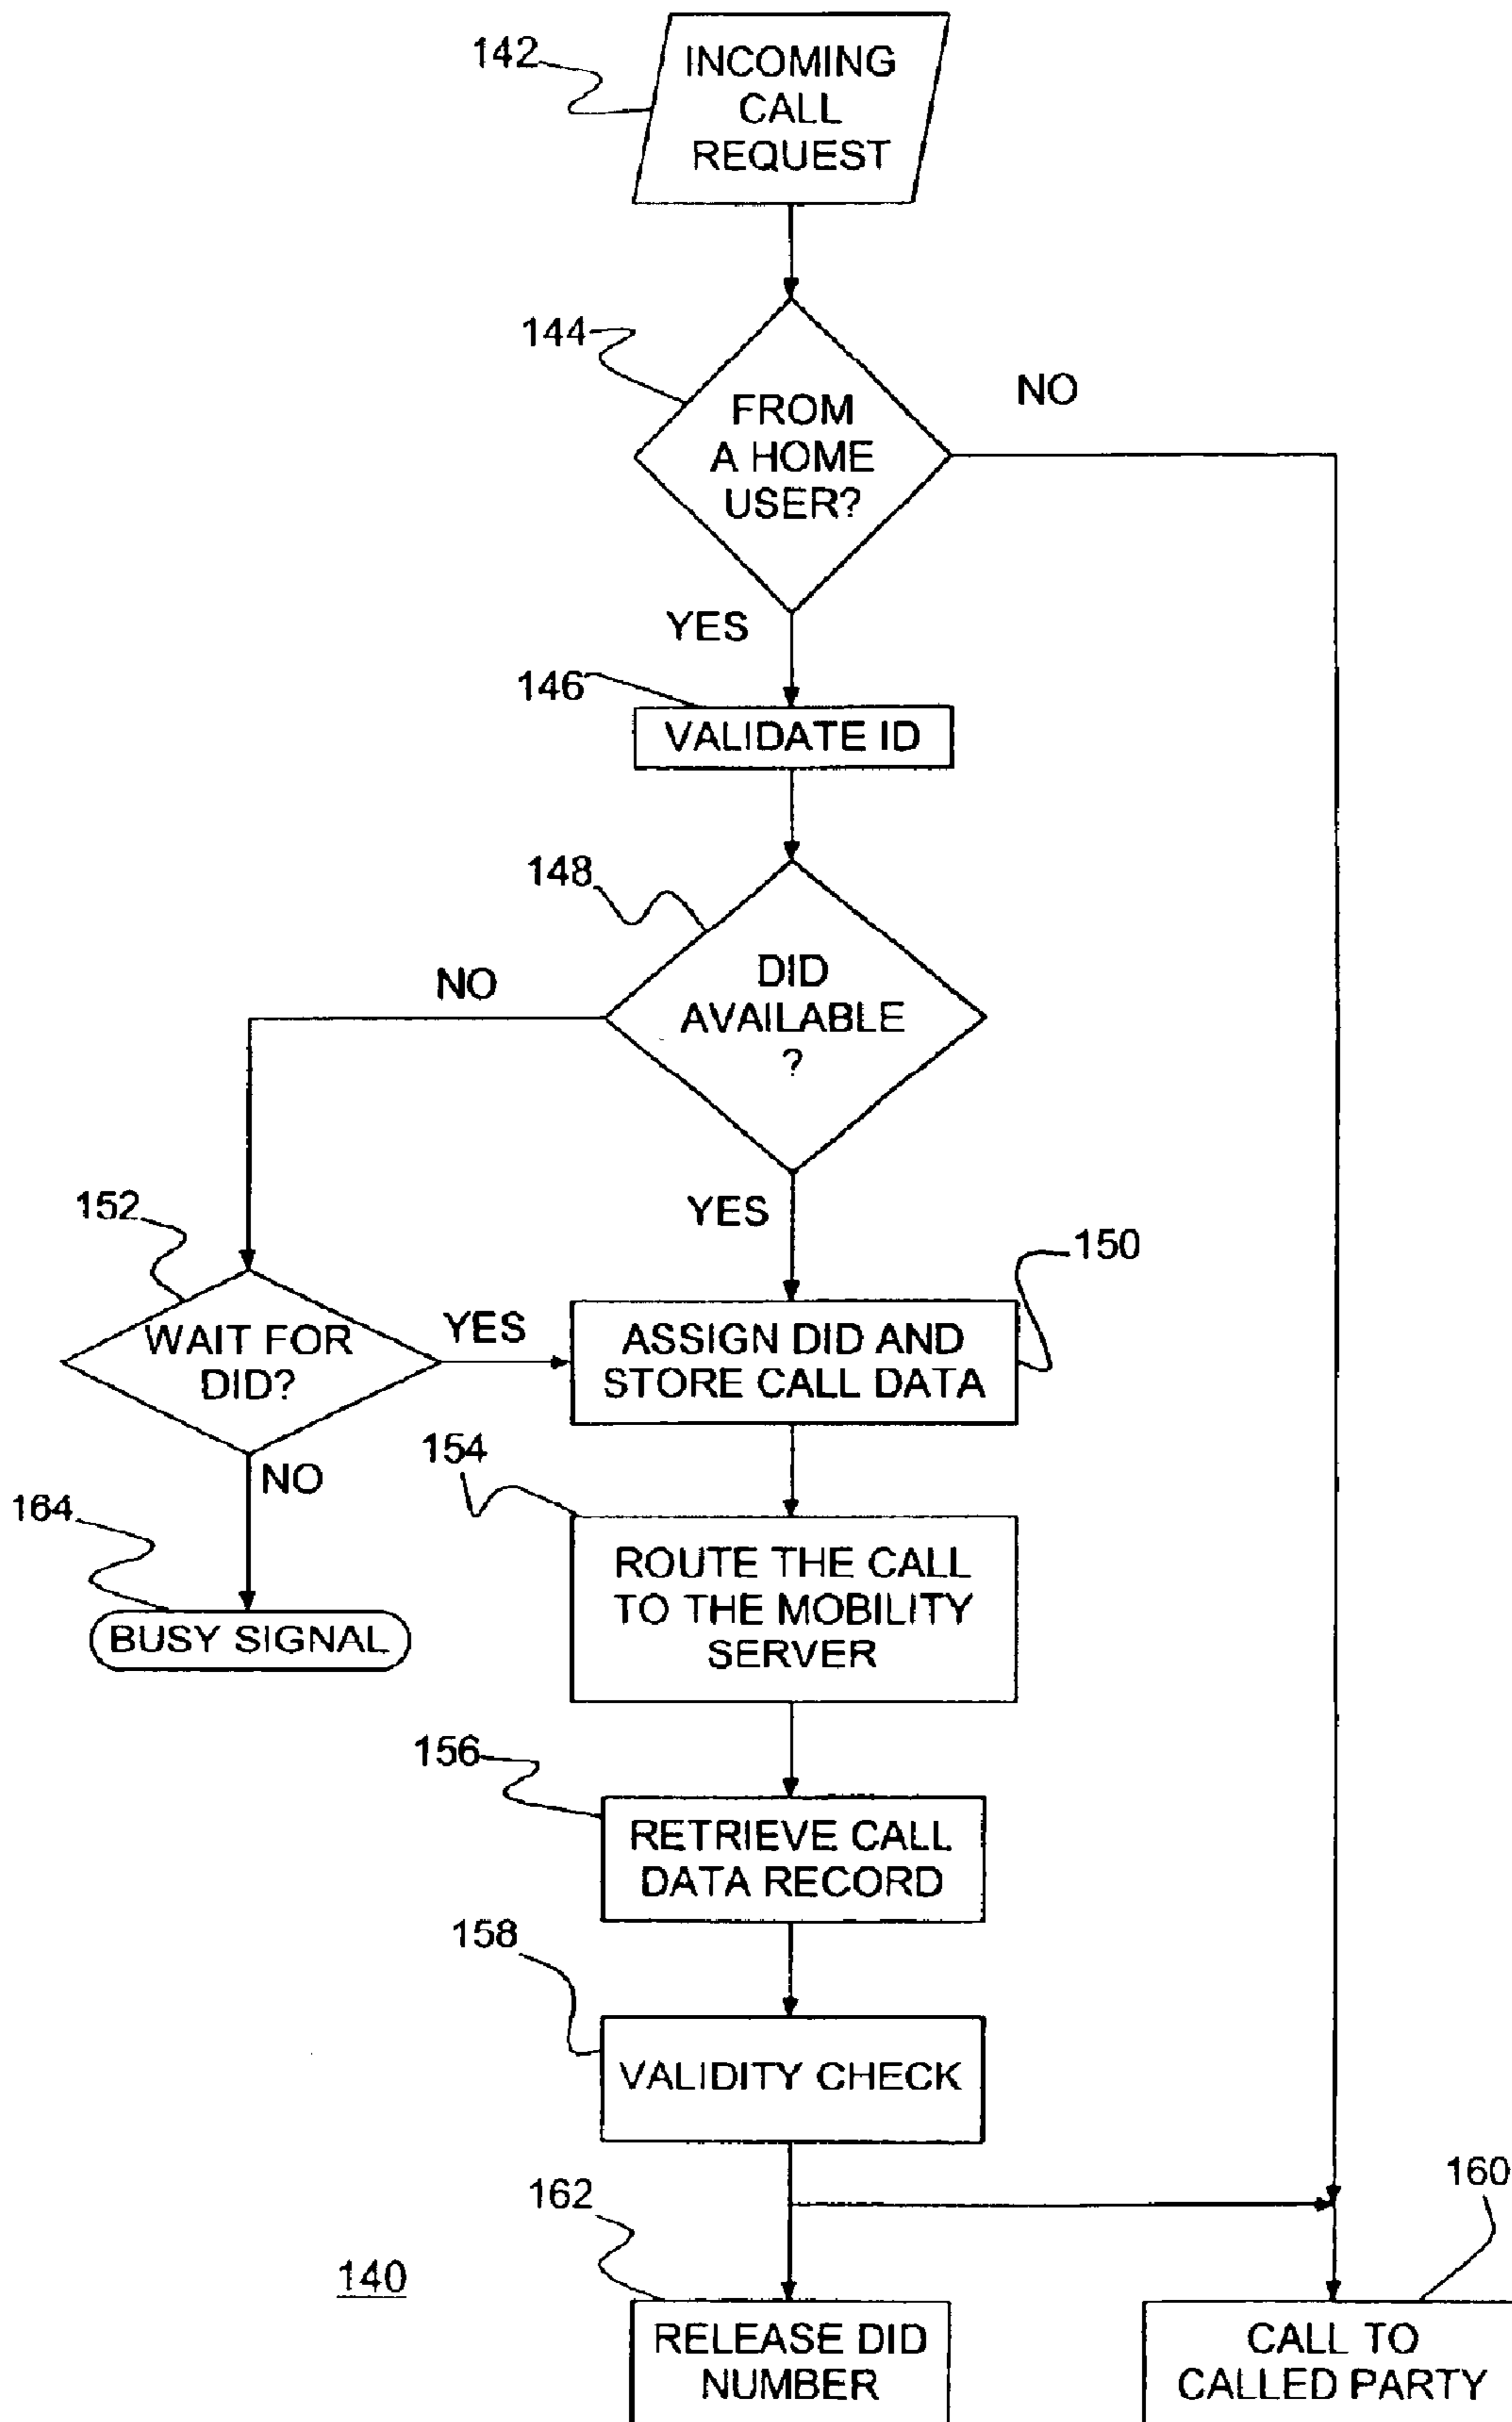 142
INCOMING
CALL
REQUEST
144
FROM
A HOME
USER?
NO
YES
146
VALIDATE ID
148
DID
AVAILABLE
?
NO
YES
152
WAIT FOR
DID?
YES
150
ASSIGN DID AND
STORE CALL DATA
NO
154
164
BUSY SIGNAL
ROUTE THE CALL
TO THE MOBILITY
SERVER
156
RETRIEVE CALL
DATA RECORD
158
VALIDITY CHECK
162
160
140
RELEASE DID
NUMBER
CALL TO
CALLED PARTY